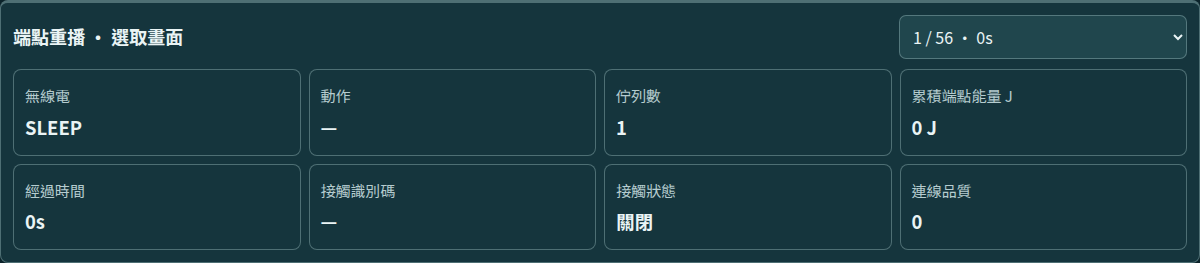 端點重播 · 選取畫面
1 / 56 · 0s
無線電
SLEEP
動作
—
佇列數
1
累積端點能量 J
0 J
經過時間
0s
接觸識別碼
—
接觸狀態
關閉
連線品質
0